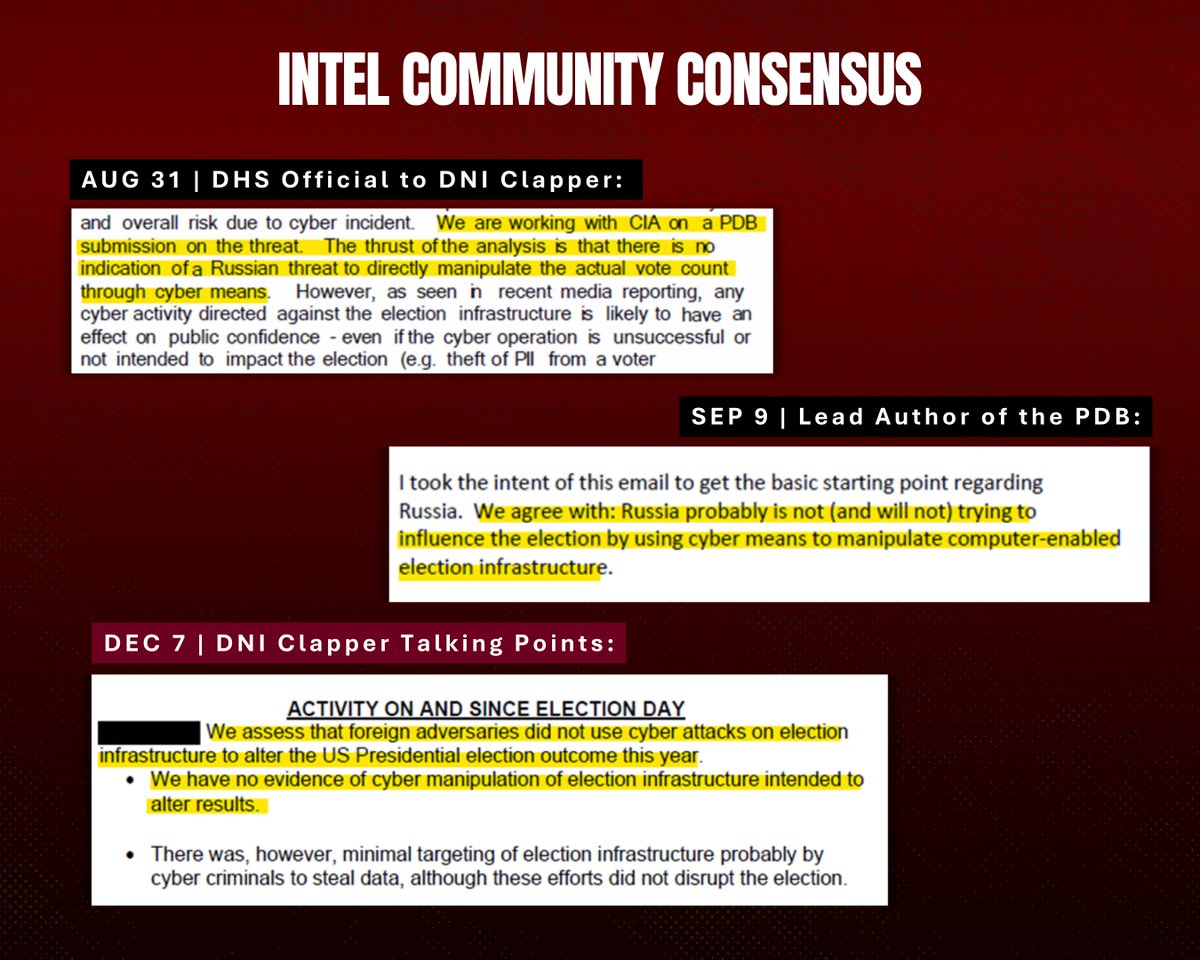 INTEL COMMUNITY CONSENSUS
AUG 31 | DHS Official to DNI Clapper:
and overall risk due to cyber incident. We are working with CIA on a PDB
submission on the threat. The thrust of the analysis is that there is no
indication of a Russian threat to directly manipulate the actual vote count
through cyber means. However, as seen in recent media reporting, any
cyber activity directed against the election infrastructure is likely to have an
effect on public confidence - even if the cyber operation is unsuccessful or
not intended to impact the election (e.g. theft of PII from a voter
SEP 9 | Lead Author of the PDB:
I took the intent of this email to get the basic starting point regarding
Russia. We agree with: Russia probably is not (and will not) trying to
influence the election by using cyber means to manipulate computer-enabled
election infrastructure.
DEC 7 | DNI Clapper Talking Points:
ACTIVITY ON AND SINCE ELECTION DAY
We assess that foreign adversaries did not use cyber attacks on election
infrastructure to alter the US Presidential election outcome this year.
• We have no evidence of cyber manipulation of election infrastructure intended to
alter results.
• There was, however, minimal targeting of election infrastructure probably by
cyber criminals to steal data, although these efforts did not disrupt the election.